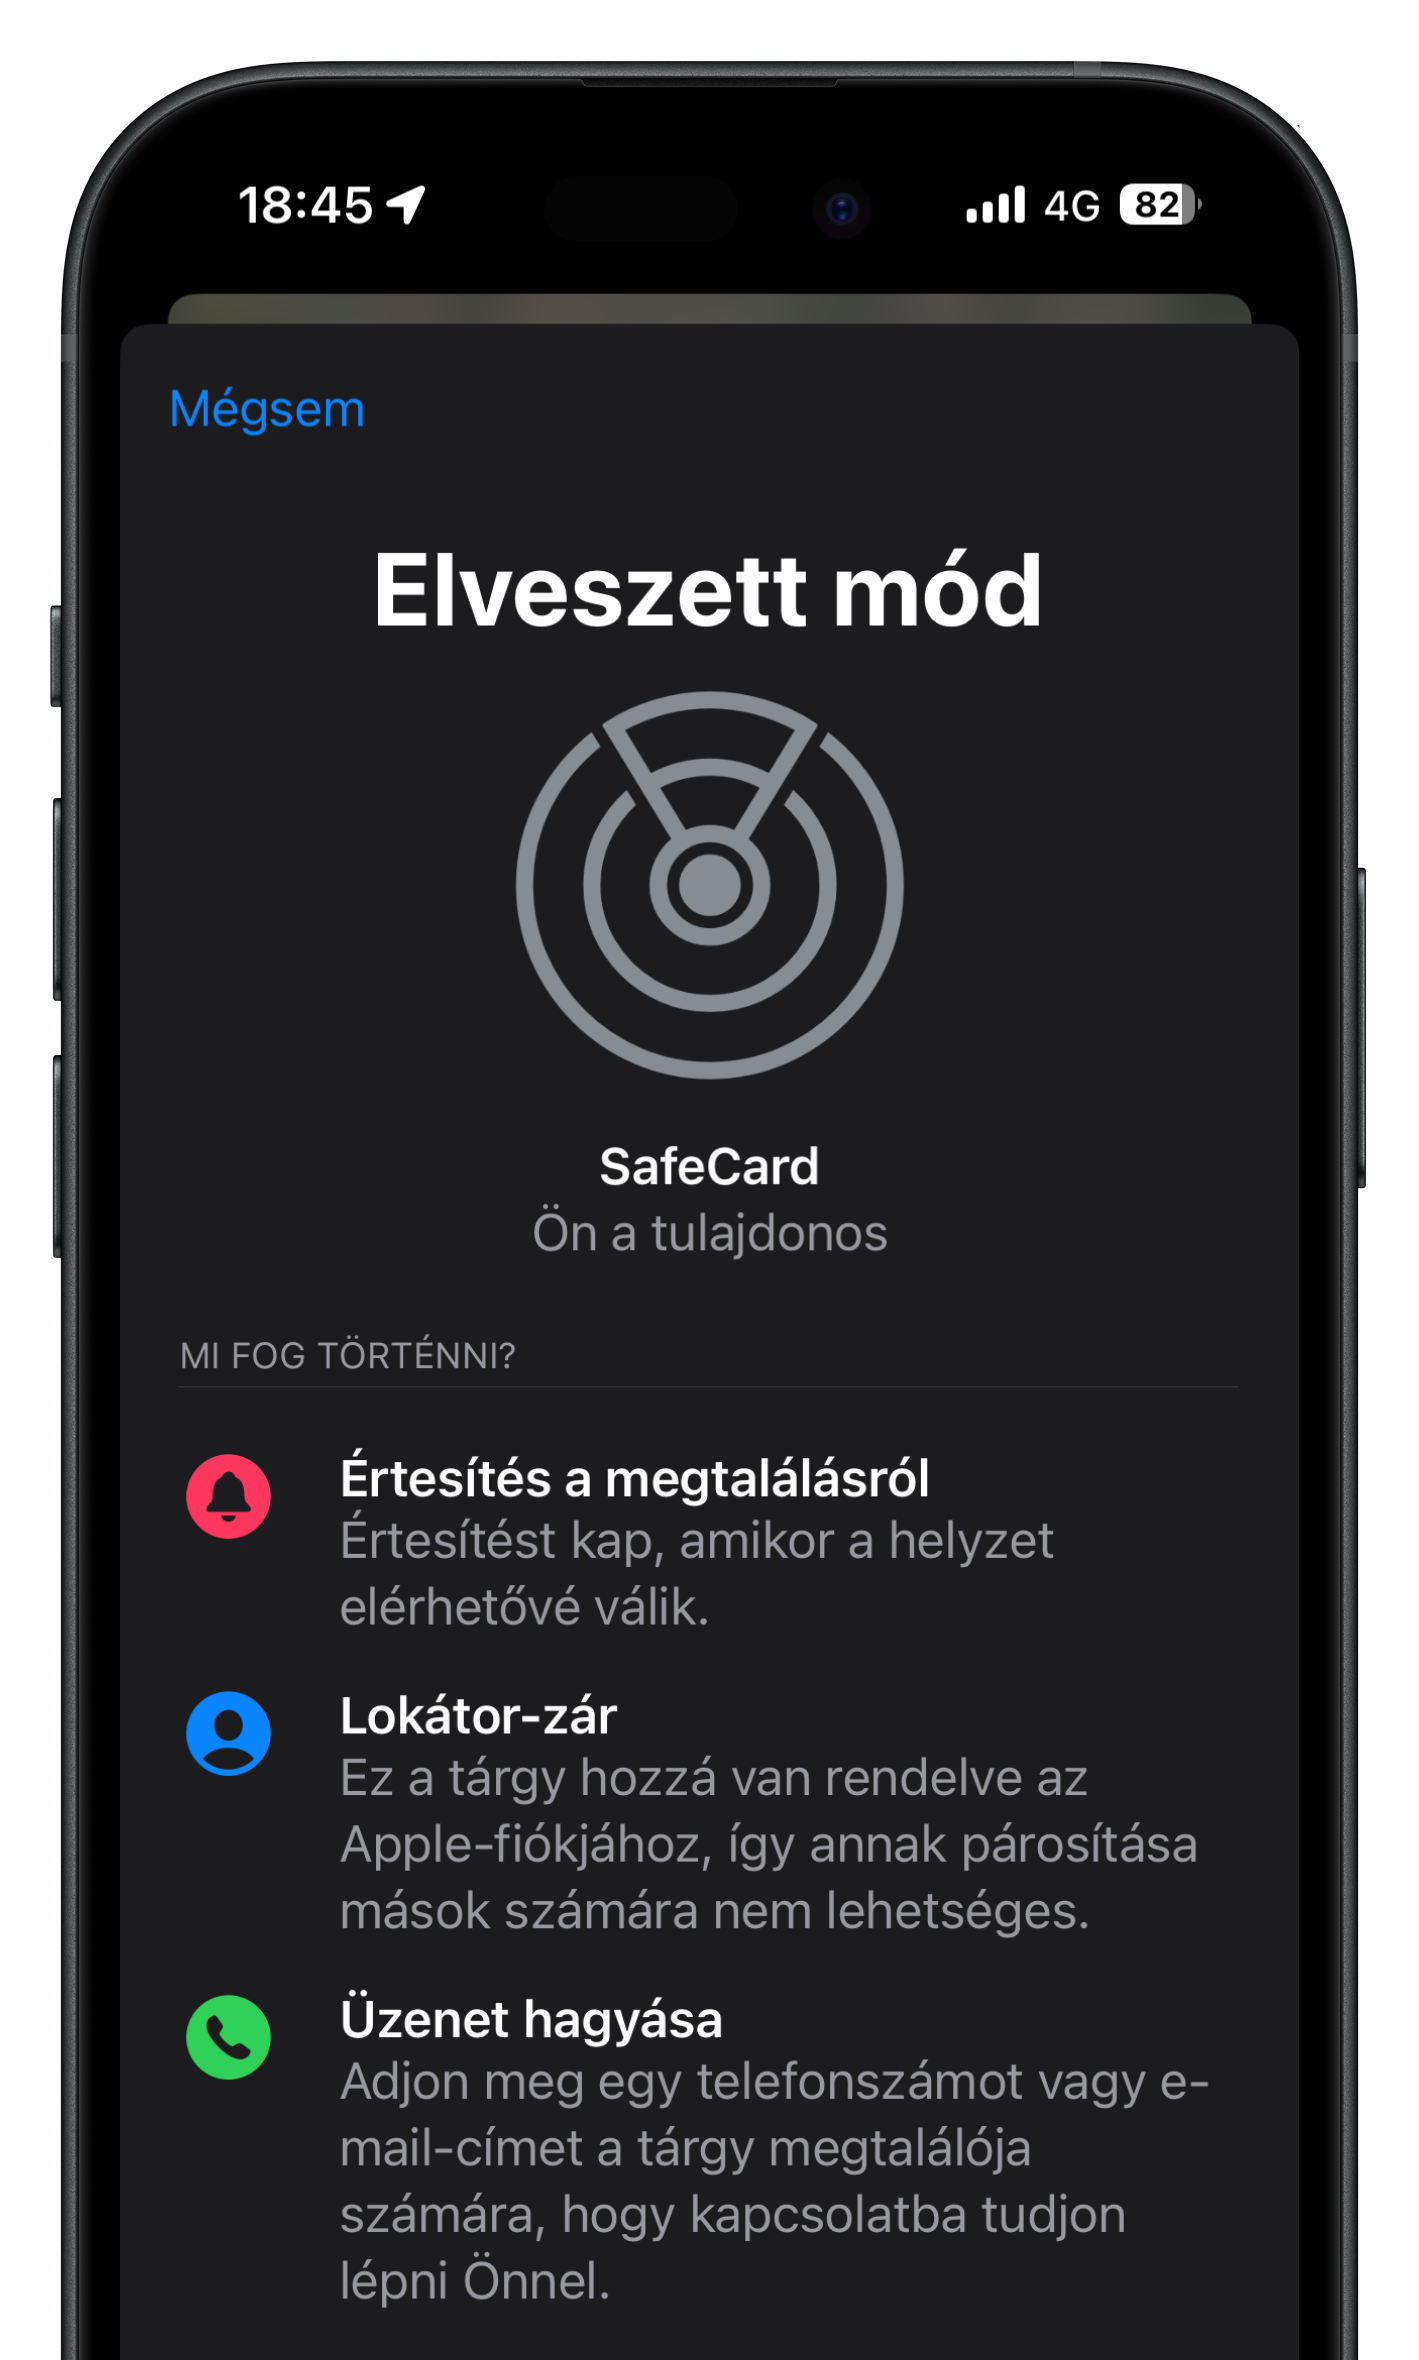 18:45 4G 82
Mégsem
Elveszett mód
SafeCard
Ön a tulajdonos
MI FOG TÖRTÉNNI?
Értesítés a megtalálásról
Értesítést kap, amikor a helyzet
elérhetővé válik.
Lokátor-zár
Ez a tárgy hozzá van rendelve az
Apple-fiókjához, így annak párosítása
mások számára nem lehetséges.
Üzenet hagyása
Adjon meg egy telefonszámot vagy e-
mail-címet a tárgy megtalálója
számára, hogy kapcsolatba tudjon
lépni Önnel.